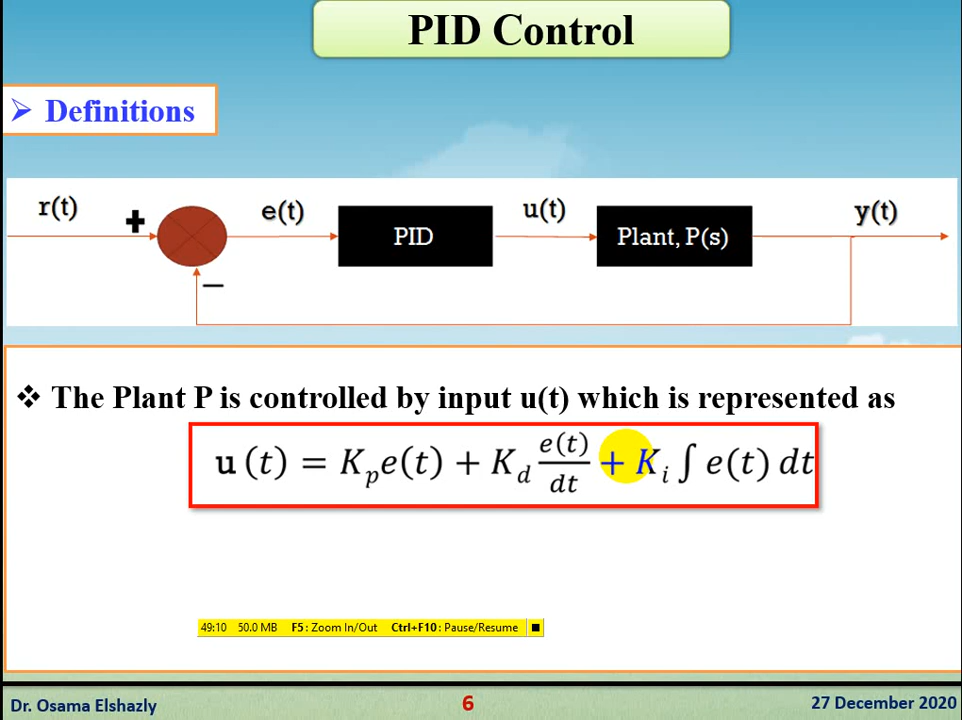 PID Control
➢ Definitions
r(t) + e(t) PID u(t) Plant, P(s) y(t)
−
❖ The Plant P is controlled by input u(t) which is represented as
u(t) = K_p e(t) + K_d e(t)/dt + K_i ∫ e(t) dt
49:10 50.0 MB F5: Zoom In/Out Ctrl+F10: Pause/Resume
Dr. Osama Elshazly 6 27 December 2020